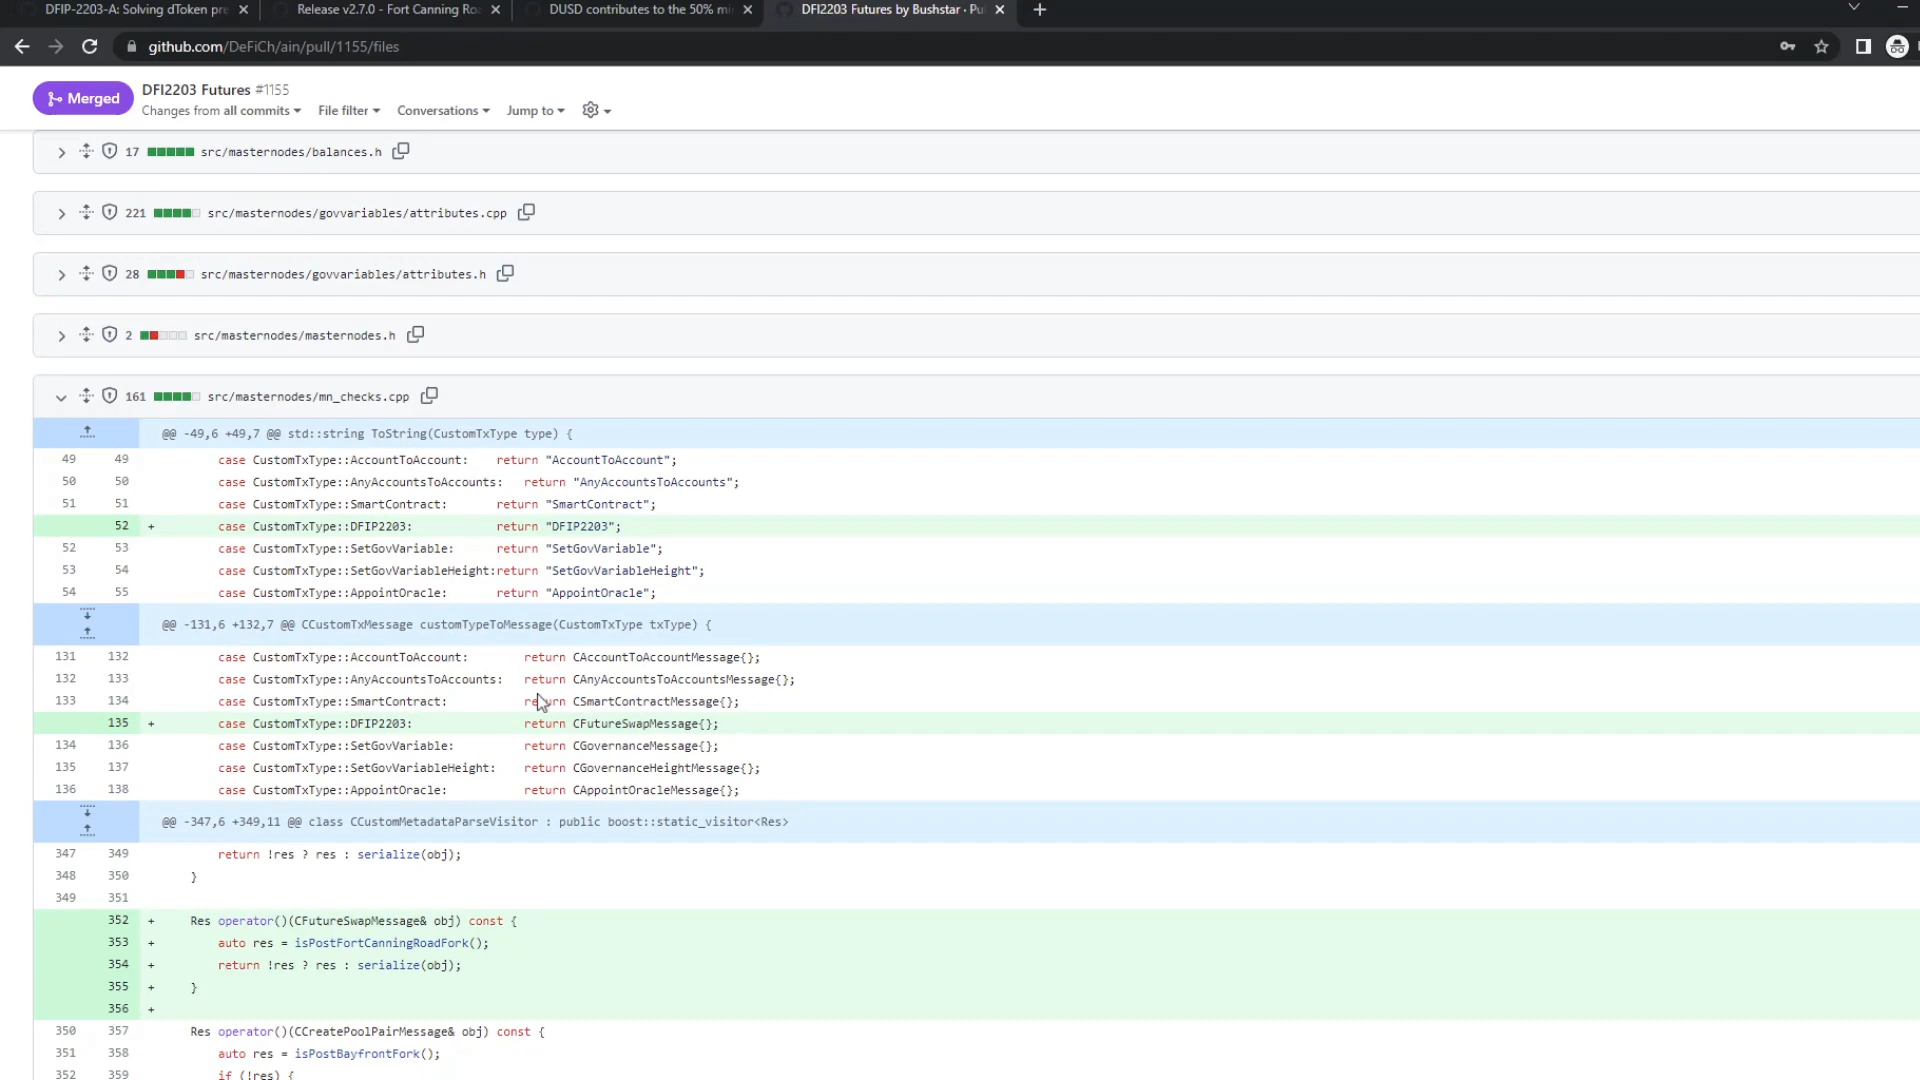 DFIP-2203-A: Solving dToken pre
Release v2.7.0 - Fort Canning Ro
DUSD contributes to the 50% mi
DFI2203 Futures by Bushstar · Pu
github.com/DeFiCh/ain/pull/1155/files
Merged
DFI2203 Futures #1155
Changes from all commits
File filter
Conversations
Jump to
17 src/masternodes/balances.h
221 src/masternodes/govvariables/attributes.cpp
28 src/masternodes/govvariables/attributes.h
2 src/masternodes/masternodes.h
161 src/masternodes/mn_checks.cpp
@@ -49,6 +49,7 @@ std::string ToString(CustomTxType type) {
49 49 case CustomTxType::AccountToAccount: return "AccountToAccount";
50 50 case CustomTxType::AnyAccountsToAccounts: return "AnyAccountsToAccounts";
51 51 case CustomTxType::SmartContract: return "SmartContract";
52 + case CustomTxType::DFIP2203: return "DFIP2203";
52 53 case CustomTxType::SetGovVariable: return "SetGovVariable";
53 54 case CustomTxType::SetGovVariableHeight:return "SetGovVariableHeight";
54 55 case CustomTxType::AppointOracle: return "AppointOracle";
@@ -131,6 +132,7 @@ CCustomTxMessage customTypeToMessage(CustomTxType txType) {
131 132 case CustomTxType::AccountToAccount: return CAccountToAccountMessage{};
132 133 case CustomTxType::AnyAccountsToAccounts: return CAnyAccountsToAccountsMessage{};
133 134 case CustomTxType::SmartContract: return CSmartContractMessage{};
135 + case CustomTxType::DFIP2203: return CFutureSwapMessage{};
134 136 case CustomTxType::SetGovVariable: return CGovernanceMessage{};
135 137 case CustomTxType::SetGovVariableHeight: return CGovernanceHeightMessage{};
136 138 case CustomTxType::AppointOracle: return CAppointOracleMessage{};
@@ -347,6 +349,11 @@ class CCustomMetadataParseVisitor : public boost::static_visitor<Res>
347 349 return !res ? res : serialize(obj);
348 350 }
349 351
352 + Res operator()(CFutureSwapMessage& obj) const {
353 + auto res = isPostFortCanningRoadFork();
354 + return !res ? res : serialize(obj);
355 + }
356 +
350 357 Res operator()(CCreatePoolPairMessage& obj) const {
351 358 auto res = isPostBayfrontFork();
352 359 if (!res) {